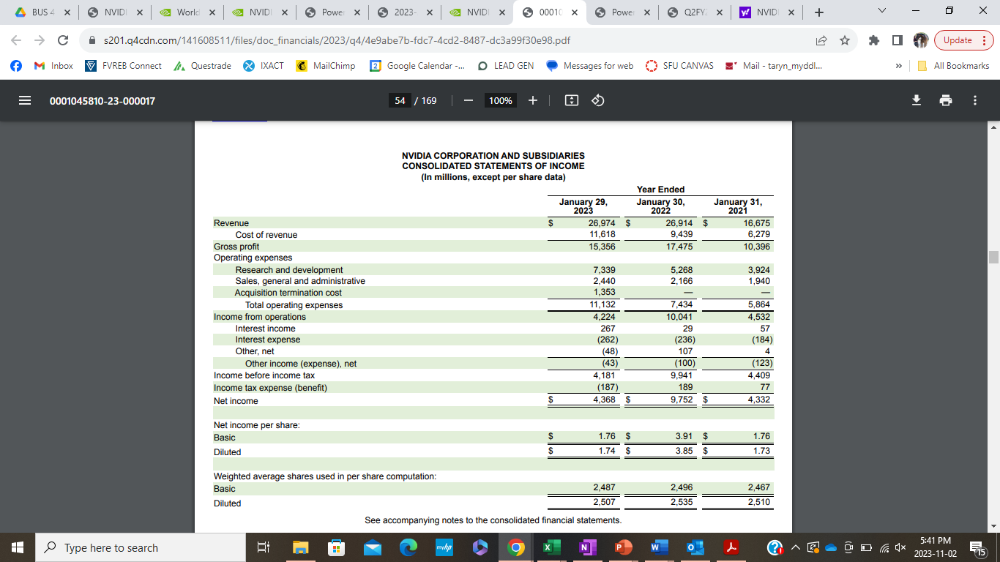 BUS 4
NVIDI
World
NVIDI
Power
2023-
NVIDI
00010
Power
Q2FY2
NVIDI
s201.q4cdn.com/141608511/files/doc_financials/2023/q4/4e9abe7b-fdc7-4cd2-8487-dc3a99f30e98.pdf
Update
Inbox
FVREB Connect
Questrade
IXACT
MailChimp
2
Google Calendar -...
LEAD GEN
Messages for web
SFU CANVAS
Mail - taryn_myddl...
»
All Bookmarks
0001045810-23-000017
54 / 169
100%
NVIDIA CORPORATION AND SUBSIDIARIES
CONSOLIDATED STATEMENTS OF INCOME
(In millions, except per share data)
Year Ended
January 29, 2023 January 30, 2022 January 31, 2021
Revenue $ 26,974 $ 26,914 $ 16,675
Cost of revenue 11,618 9,439 6,279
Gross profit 15,356 17,475 10,396
Operating expenses
Research and development 7,339 5,268 3,924
Sales, general and administrative 2,440 2,166 1,940
Acquisition termination cost 1,353 — —
Total operating expenses 11,132 7,434 5,864
Income from operations 4,224 10,041 4,532
Interest income 267 29 57
Interest expense (262) (236) (184)
Other, net (48) 107 4
Other income (expense), net (43) (100) (123)
Income before income tax 4,181 9,941 4,409
Income tax expense (benefit) (187) 189 77
Net income $ 4,368 $ 9,752 $ 4,332
Net income per share:
Basic $ 1.76 $ 3.91 $ 1.76
Diluted $ 1.74 $ 3.85 $ 1.73
Weighted average shares used in per share computation:
Basic 2,487 2,496 2,467
Diluted 2,507 2,535 2,510
See accompanying notes to the consolidated financial statements.
Type here to search
myhp
5:41 PM
2023-11-02
15